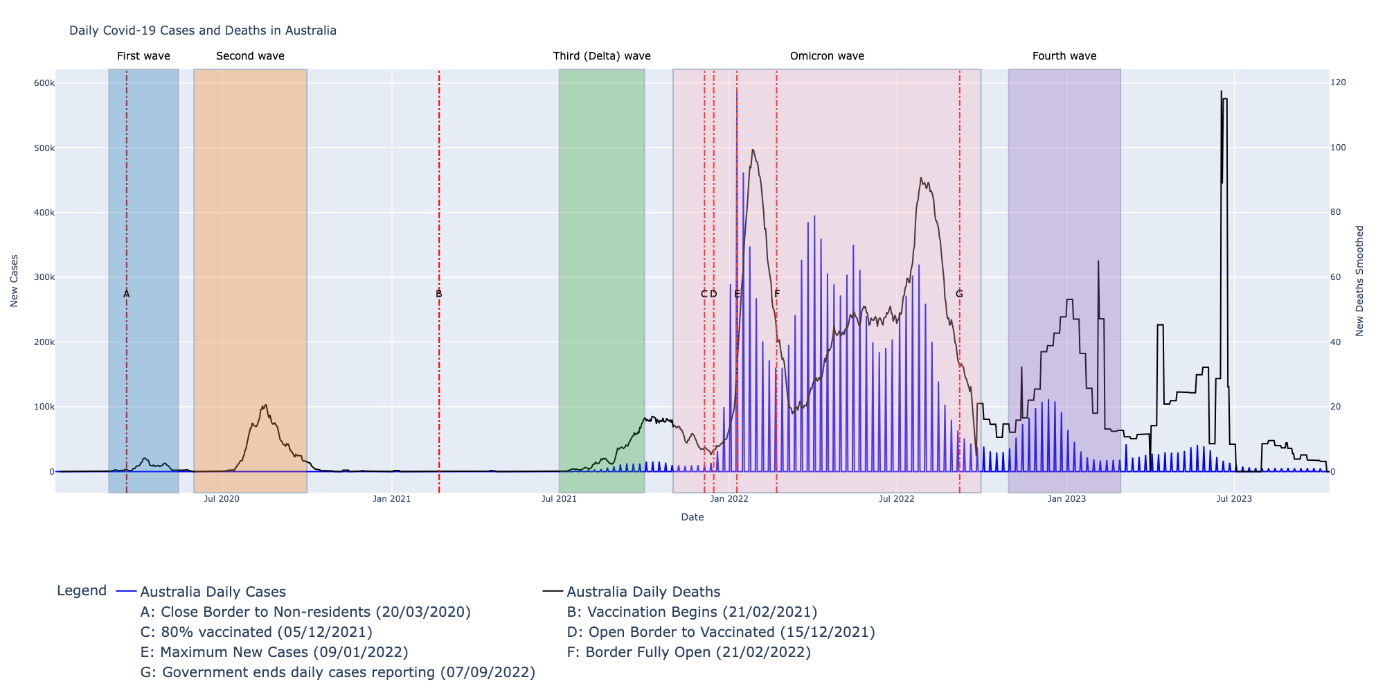 Daily Covid-19 Cases and Deaths in Australia
First wave Second wave Third (Delta) wave Omicron wave Fourth wave
600k 120
500k 100
400k 80
300k 60
A B C D E F G
200k 40
100k 20
0 0
New Cases
New Deaths Smoothed
Jul 2020 Jan 2021 Jul 2021 Jan 2022 Jul 2022 Jan 2023 Jul 2023
Date
Legend Australia Daily Cases Australia Daily Deaths
A: Close Border to Non-residents (20/03/2020) B: Vaccination Begins (21/02/2021)
C: 80% vaccinated (05/12/2021) D: Open Border to Vaccinated (15/12/2021)
E: Maximum New Cases (09/01/2022) F: Border Fully Open (21/02/2022)
G: Government ends daily cases reporting (07/09/2022)